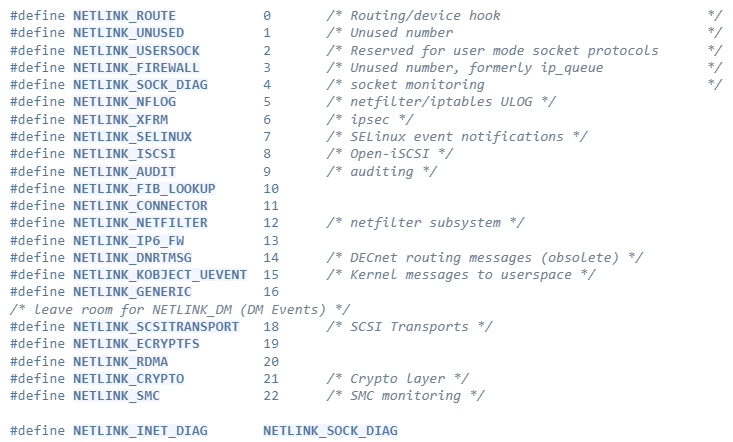 #define NETLINK_ROUTE 0 /* Routing/device hook */
#define NETLINK_UNUSED 1 /* Unused number */
#define NETLINK_USERSOCK 2 /* Reserved for user mode socket protocols */
#define NETLINK_FIREWALL 3 /* Unused number, formerly ip_queue */
#define NETLINK_SOCK_DIAG 4 /* socket monitoring */
#define NETLINK_NFLOG 5 /* netfilter/iptables ULOG */
#define NETLINK_XFRM 6 /* ipsec */
#define NETLINK_SELINUX 7 /* SELinux event notifications */
#define NETLINK_ISCSI 8 /* Open-iSCSI */
#define NETLINK_AUDIT 9 /* auditing */
#define NETLINK_FIB_LOOKUP 10
#define NETLINK_CONNECTOR 11
#define NETLINK_NETFILTER 12 /* netfilter subsystem */
#define NETLINK_IP6_FW 13
#define NETLINK_DNRTMSG 14 /* DECnet routing messages (obsolete) */
#define NETLINK_KOBJECT_UEVENT 15 /* Kernel messages to userspace */
#define NETLINK_GENERIC 16
/* leave room for NETLINK_DM (DM Events) */
#define NETLINK_SCSITRANSPORT 18 /* SCSI Transports */
#define NETLINK_ECRYPTFS 19
#define NETLINK_RDMA 20
#define NETLINK_CRYPTO 21 /* Crypto layer */
#define NETLINK_SMC 22 /* SMC monitoring */
#define NETLINK_INET_DIAG NETLINK_SOCK_DIAG